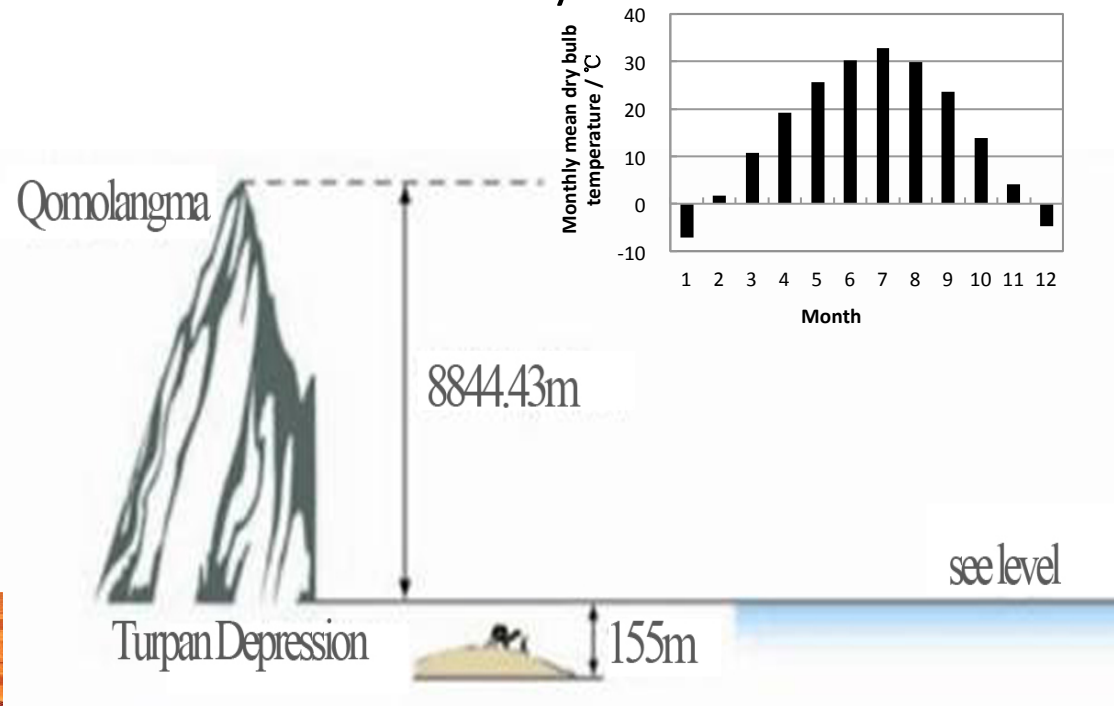 Monthly mean dry bulb
temperature / ℃
40
30
20
10
0
-10
1 2 3 4 5 6 7 8 9 10 11 12
Month
Qomolangma
8844.43m
see level
Turpan Depression
155m